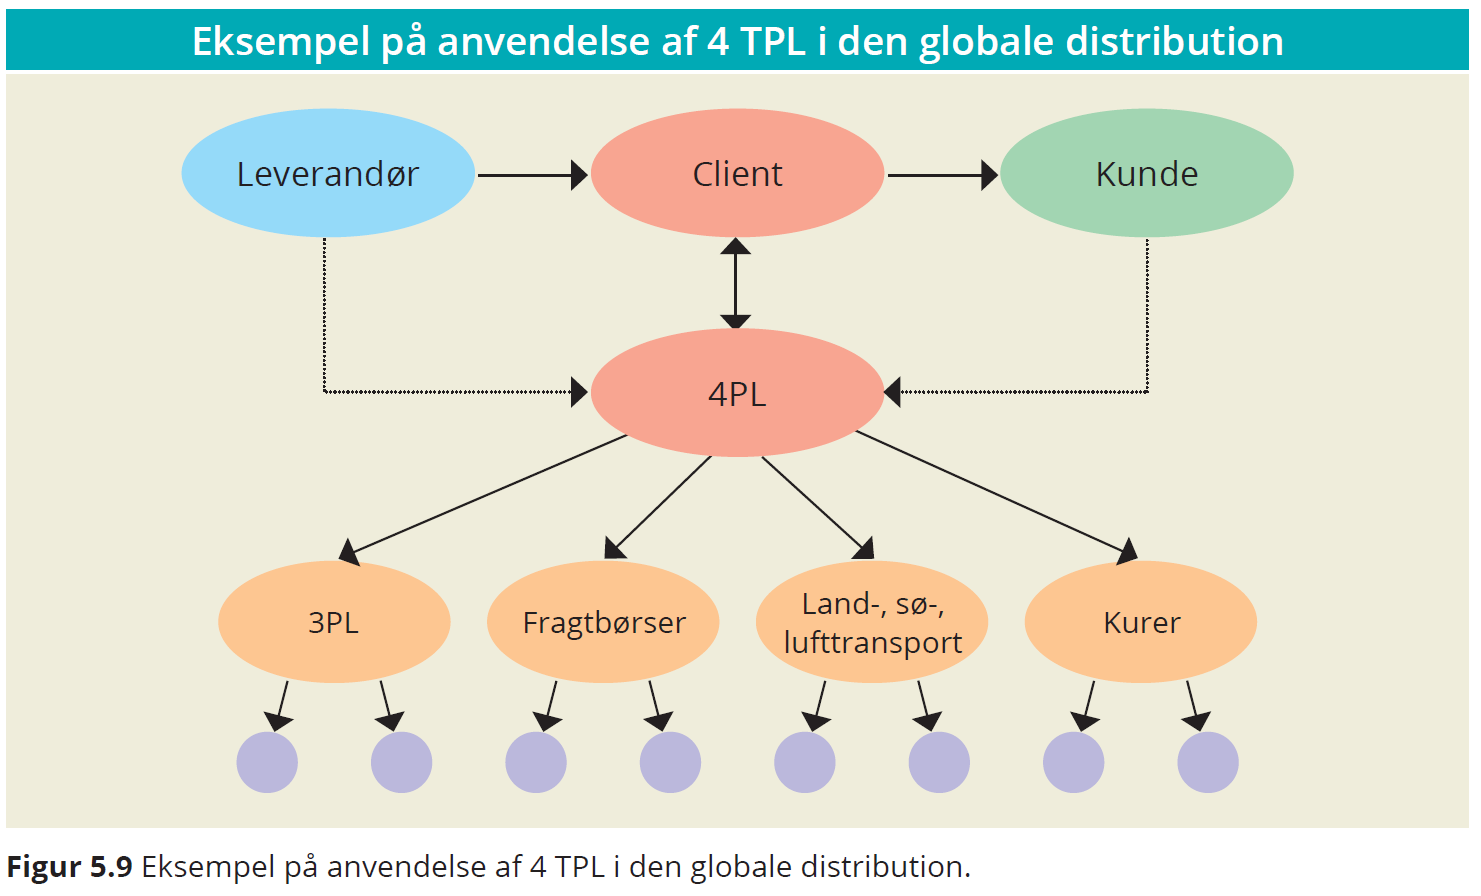 Eksempel på anvendelse af 4 TPL i den globale distribution
Leverandør
Client
Kunde
4PL
3PL
Fragtbørser
Land-, sø-,
lufttransport
Kurer
Figur 5.9 Eksempel på anvendelse af 4 TPL i den globale distribution.